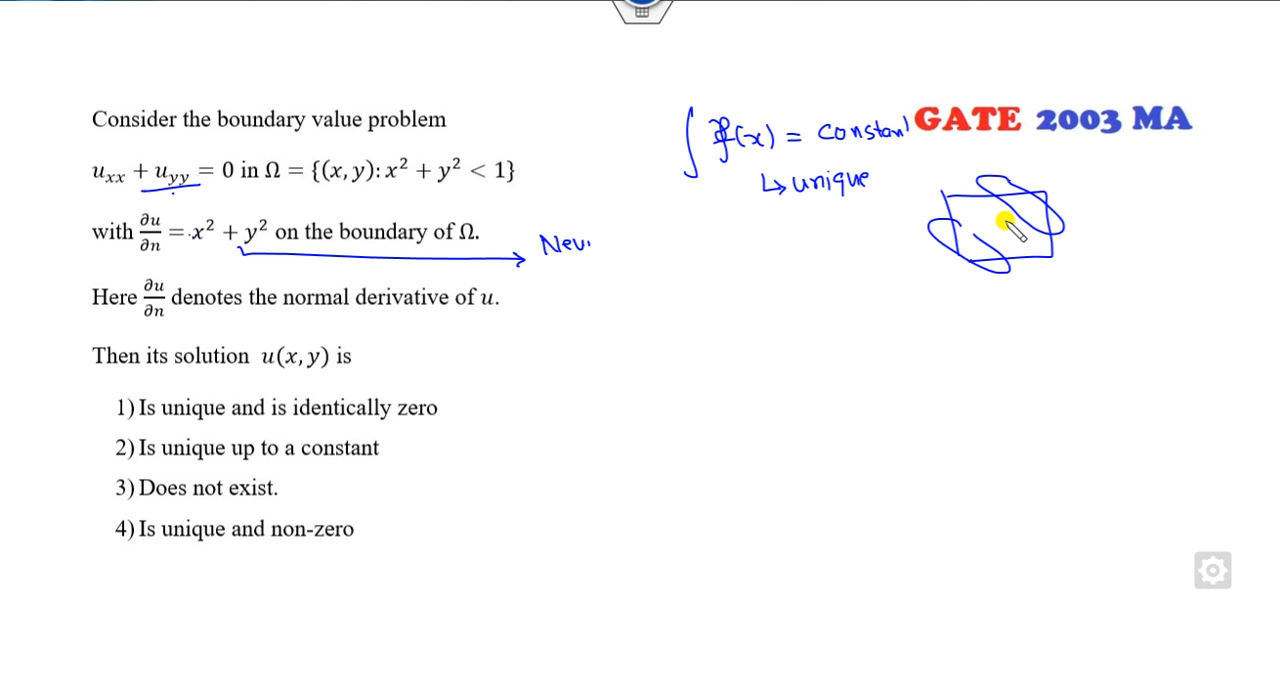 Consider the boundary value problem
uₓₓ + u_yy = 0 in Ω = {(x, y): x² + y² < 1}
with ∂u/∂n = x² + y² on the boundary of Ω.
Here ∂u/∂n denotes the normal derivative of u.
Then its solution u(x, y) is
1) Is unique and is identically zero
2) Is unique up to a constant
3) Does not exist.
4) Is unique and non-zero
GATE 2003 MA
∫ f(x) = constant
↳ unique
Neu